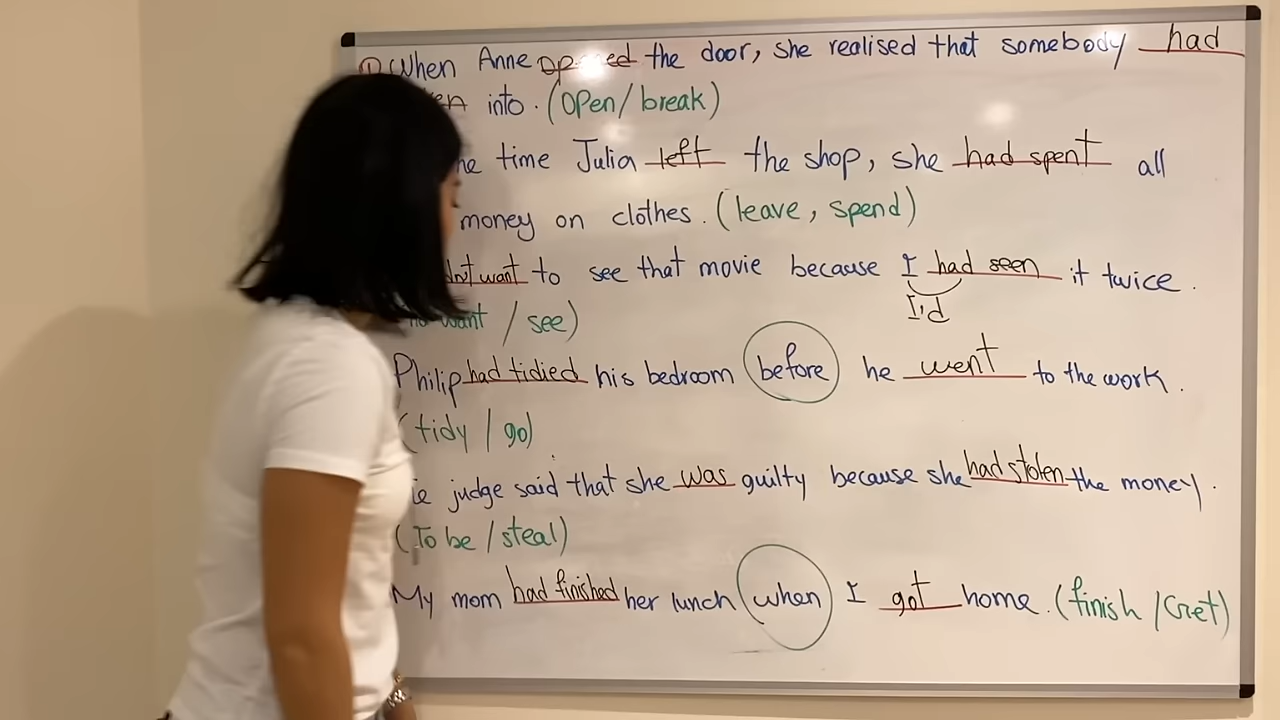 ① When Anne opened the door, she realised that somebody had
into. (open/break)
time Julia left the shop, she had spent all
money on clothes. (leave, spend)
want to see that movie because I had seen it twice.
I'd
want / see)
Philip had tidied his bedroom before he went to the work.
(tidy / go)
judge said that she was guilty because she had stolen the money.
(To be / steal)
My mom had finished her lunch when I got home. (finish / Get)